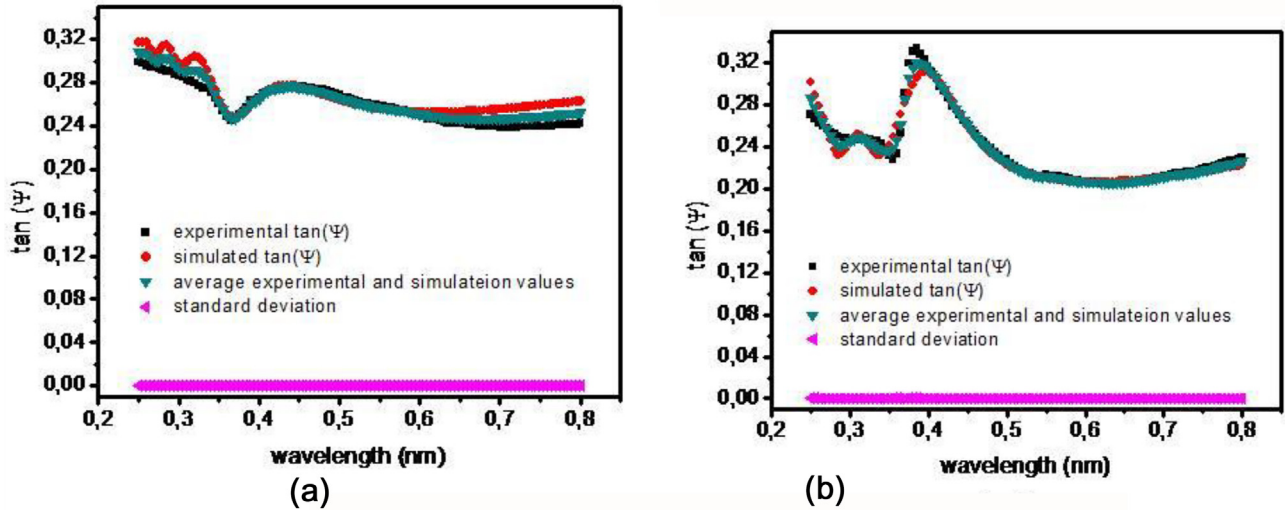 0,32
0,28
0,24
0,20
0,16
0,12
0,08
0,04
0,00
tan (Ψ)
experimental tan(Ψ)
simulated tan(Ψ)
average experimental and simulateion values
standard deviation
0,2 0,3 0,4 0,5 0,6 0,7 0,8
wavelength (nm)
(a)
0,32
0,28
0,24
0,20
0,16
0,12
0,08
0,04
0,00
tan (Ψ)
experimental tan(Ψ)
simulated tan(Ψ)
average experimental and simulateion values
standard deviation
0,2 0,3 0,4 0,5 0,6 0,7 0,8
wavelength (nm)
(b)